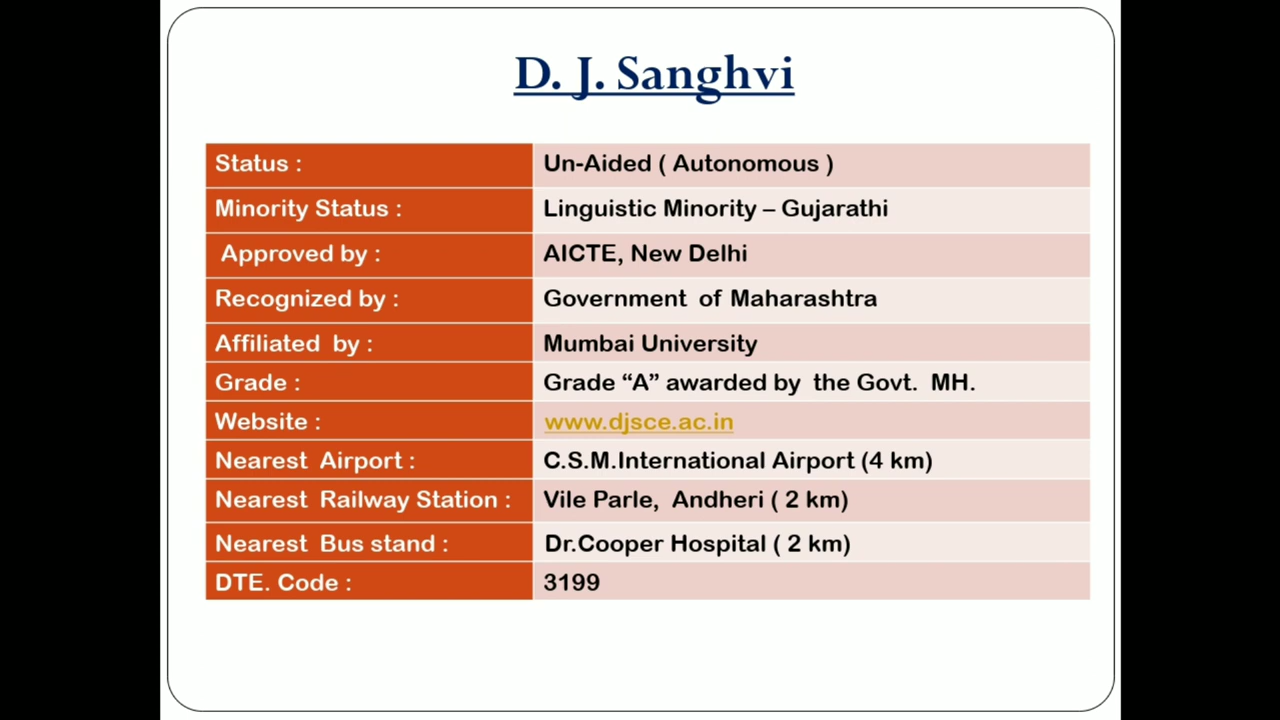 D. J. Sanghvi
Status : Un-Aided ( Autonomous )
Minority Status : Linguistic Minority – Gujarathi
Approved by : AICTE, New Delhi
Recognized by : Government of Maharashtra
Affiliated by : Mumbai University
Grade : Grade “A” awarded by the Govt. MH.
Website : www.djsce.ac.in
Nearest Airport : C.S.M.International Airport (4 km)
Nearest Railway Station : Vile Parle, Andheri ( 2 km)
Nearest Bus stand : Dr.Cooper Hospital ( 2 km)
DTE. Code : 3199